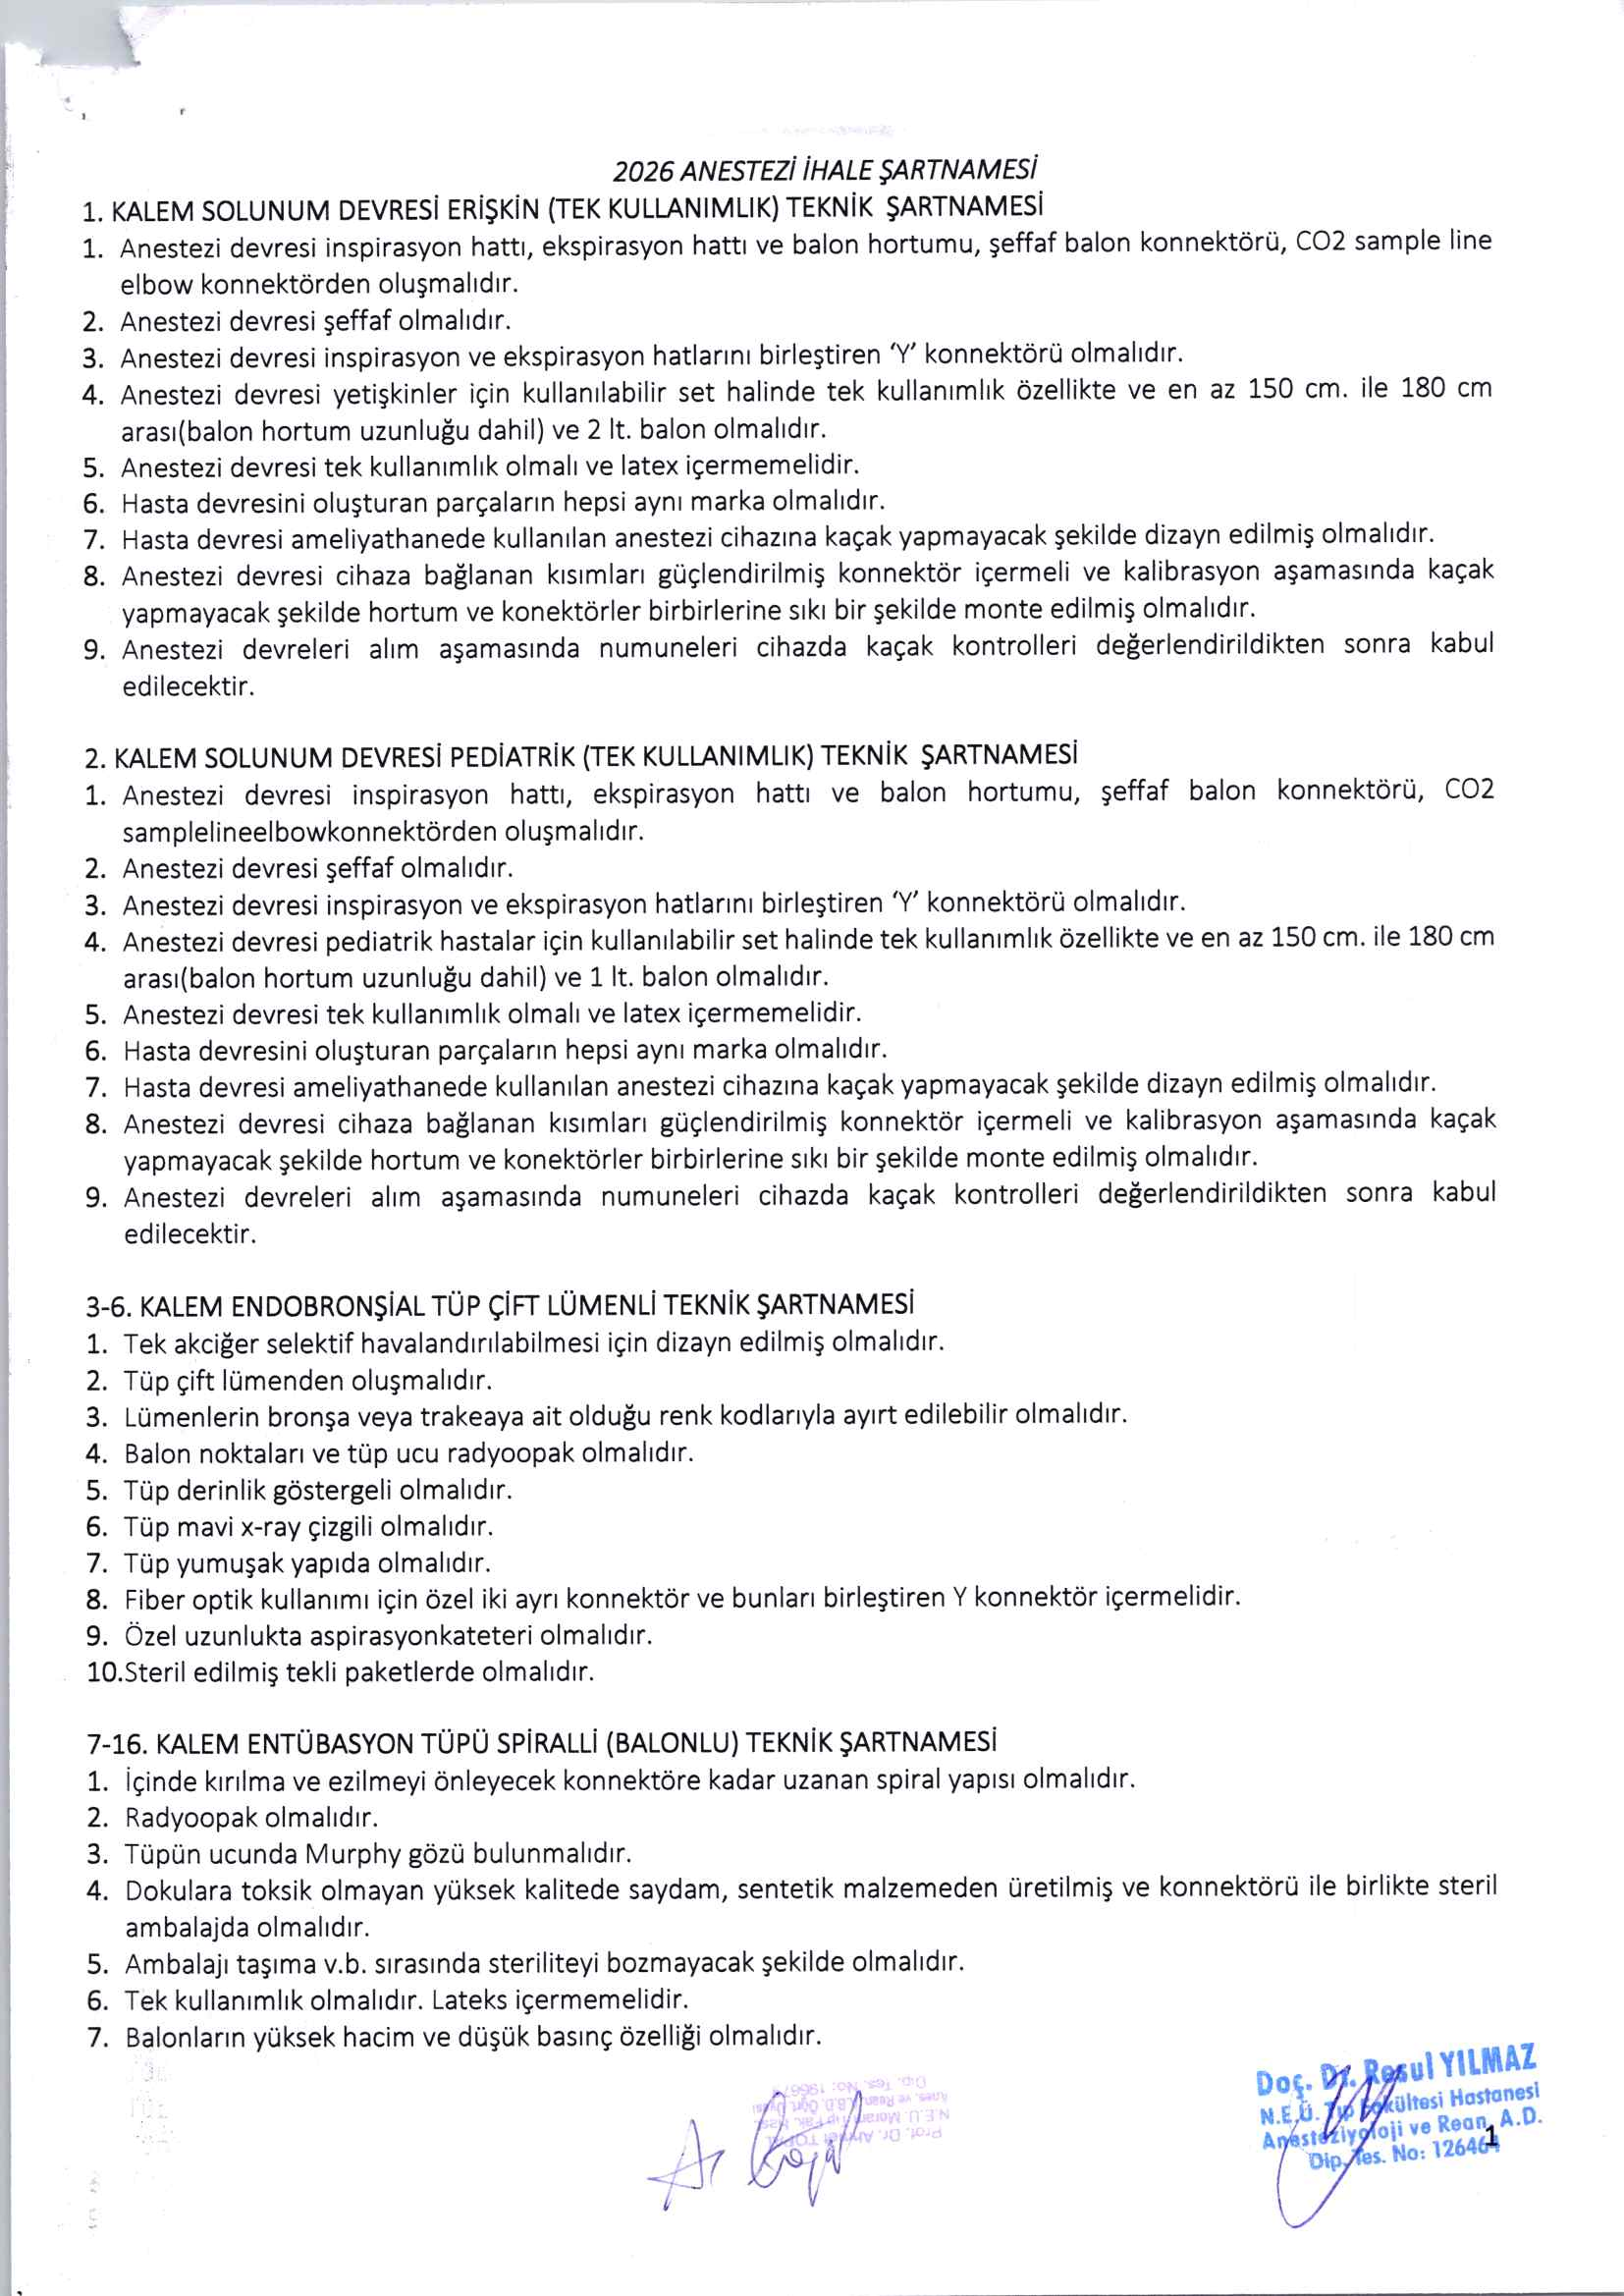 2026 ANESTEZİ İHALE ŞARTNAMESİ
1. KALEM SOLUNUM DEVRESİ ERİŞKİN (TEK KULLANIMLIK) TEKNİK ŞARTNAMESİ
1. Anestezi devresi inspirasyon hattı, ekspirasyon hattı ve balon hortumu, şeffaf balon konnektörü, CO2 sample line
elbow konnektörden oluşmalıdır.
2. Anestezi devresi şeffaf olmalıdır.
3. Anestezi devresi inspirasyon ve ekspirasyon hatlarını birleştiren ‘Y’ konnektörü olmalıdır.
4. Anestezi devresi yetişkinler için kullanılabilir set halinde tek kullanımlık özellikte ve en az 150 cm. ile 180 cm
arası(balon hortum uzunluğu dahil) ve 2 lt. balon olmalıdır.
5. Anestezi devresi tek kullanımlık olmalı ve latex içermemelidir.
6. Hasta devresini oluşturan parçaların hepsi aynı marka olmalıdır.
7. Hasta devresi ameliyathanede kullanılan anestezi cihazına kaçak yapmayacak şekilde dizayn edilmiş olmalıdır.
8. Anestezi devresi cihaza bağlanan kısımları güçlendirilmiş konnektör içermeli ve kalibrasyon aşamasında kaçak
yapmayacak şekilde hortum ve konektörler birbirlerine sıkı bir şekilde monte edilmiş olmalıdır.
9. Anestezi devreleri alım aşamasında numuneleri cihazda kaçak kontrolleri değerlendirildikten sonra kabul
edilecektir.
2. KALEM SOLUNUM DEVRESİ PEDİATRİK (TEK KULLANIMLIK) TEKNİK ŞARTNAMESİ
1. Anestezi devresi inspirasyon hattı, ekspirasyon hattı ve balon hortumu, şeffaf balon konnektörü, CO2
samplelineelbowkonnektörden oluşmalıdır.
2. Anestezi devresi şeffaf olmalıdır.
3. Anestezi devresi inspirasyon ve ekspirasyon hatlarını birleştiren ‘Y’ konnektörü olmalıdır.
4. Anestezi devresi pediatrik hastalar için kullanılabilir set halinde tek kullanımlık özellikte ve en az 150 cm. ile 180 cm
arası(balon hortum uzunluğu dahil) ve 1 lt. balon olmalıdır.
5. Anestezi devresi tek kullanımlık olmalı ve latex içermemelidir.
6. Hasta devresini oluşturan parçaların hepsi aynı marka olmalıdır.
7. Hasta devresi ameliyathanede kullanılan anestezi cihazına kaçak yapmayacak şekilde dizayn edilmiş olmalıdır.
8. Anestezi devresi cihaza bağlanan kısımları güçlendirilmiş konnektör içermeli ve kalibrasyon aşamasında kaçak
yapmayacak şekilde hortum ve konektörler birbirlerine sıkı bir şekilde monte edilmiş olmalıdır.
9. Anestezi devreleri alım aşamasında numuneleri cihazda kaçak kontrolleri değerlendirildikten sonra kabul
edilecektir.
3-6. KALEM ENDOBRONŞİAL TÜP ÇİFT LÜMENLİ TEKNİK ŞARTNAMESİ
1. Tek akciğer selektif havalandırılabilmesi için dizayn edilmiş olmalıdır.
2. Tüp çift lümenden oluşmalıdır.
3. Lümenlerin bronşa veya trakeaya ait olduğu renk kodlarıyla ayırt edilebilir olmalıdır.
4. Balon noktaları ve tüp ucu radyoopak olmalıdır.
5. Tüp derinlik göstergeli olmalıdır.
6. Tüp mavi x-ray çizgili olmalıdır.
7. Tüp yumuşak yapıda olmalıdır.
8. Fiber optik kullanımı için özel iki ayrı konnektör ve bunları birleştiren Y konnektör içermelidir.
9. Özel uzunlukta aspirasyonkateteri olmalıdır.
10.Steril edilmiş tekli paketlerde olmalıdır.
7-16. KALEM ENTÜBASYON TÜPÜ SPİRALLİ (BALONLU) TEKNİK ŞARTNAMESİ
1. İçinde kırılma ve ezilmeyi önleyecek konnektöre kadar uzanan spiral yapısı olmalıdır.
2. Radyoopak olmalıdır.
3. Tüpün ucunda Murphy gözü bulunmalıdır.
4. Dokulara toksik olmayan yüksek kalitede saydam, sentetik malzemeden üretilmiş ve konnektörü ile birlikte steril
ambalajda olmalıdır.
5. Ambalajı taşıma v.b. sırasında steriliteyi bozmayacak şekilde olmalıdır.
6. Tek kullanımlık olmalıdır. Lateks içermemelidir.
7. Balonların yüksek hacim ve düşük basınç özelliği olmalıdır.
Doç. Dr. Resul YILMAZ
N.E.Ü. Tıp Fakültesi Hastanesi
Anesteziyoloji ve Rean. A.D.
Dip. Tes. No: 126464
1